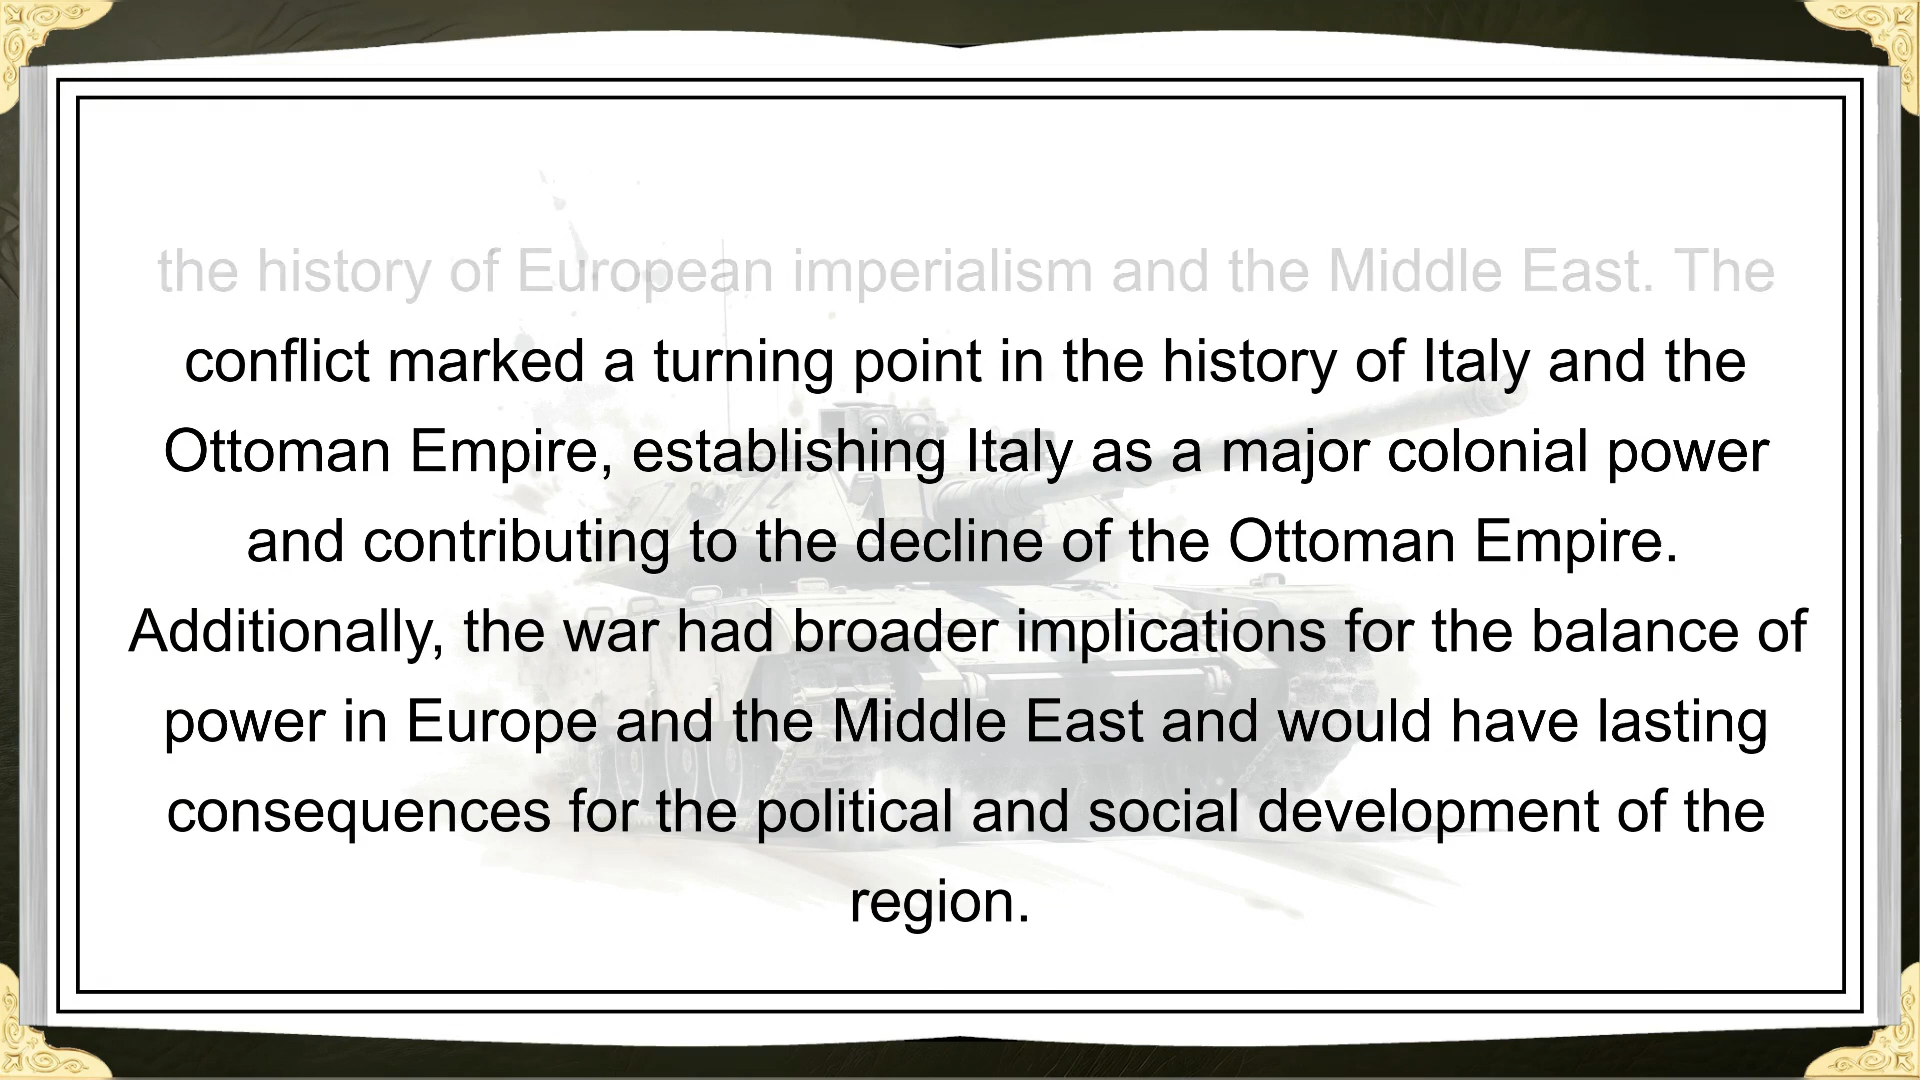 the history of European imperialism and the Middle East. The
conflict marked a turning point in the history of Italy and the
Ottoman Empire, establishing Italy as a major colonial power
and contributing to the decline of the Ottoman Empire.
Additionally, the war had broader implications for the balance of
power in Europe and the Middle East and would have lasting
consequences for the political and social development of the
region.